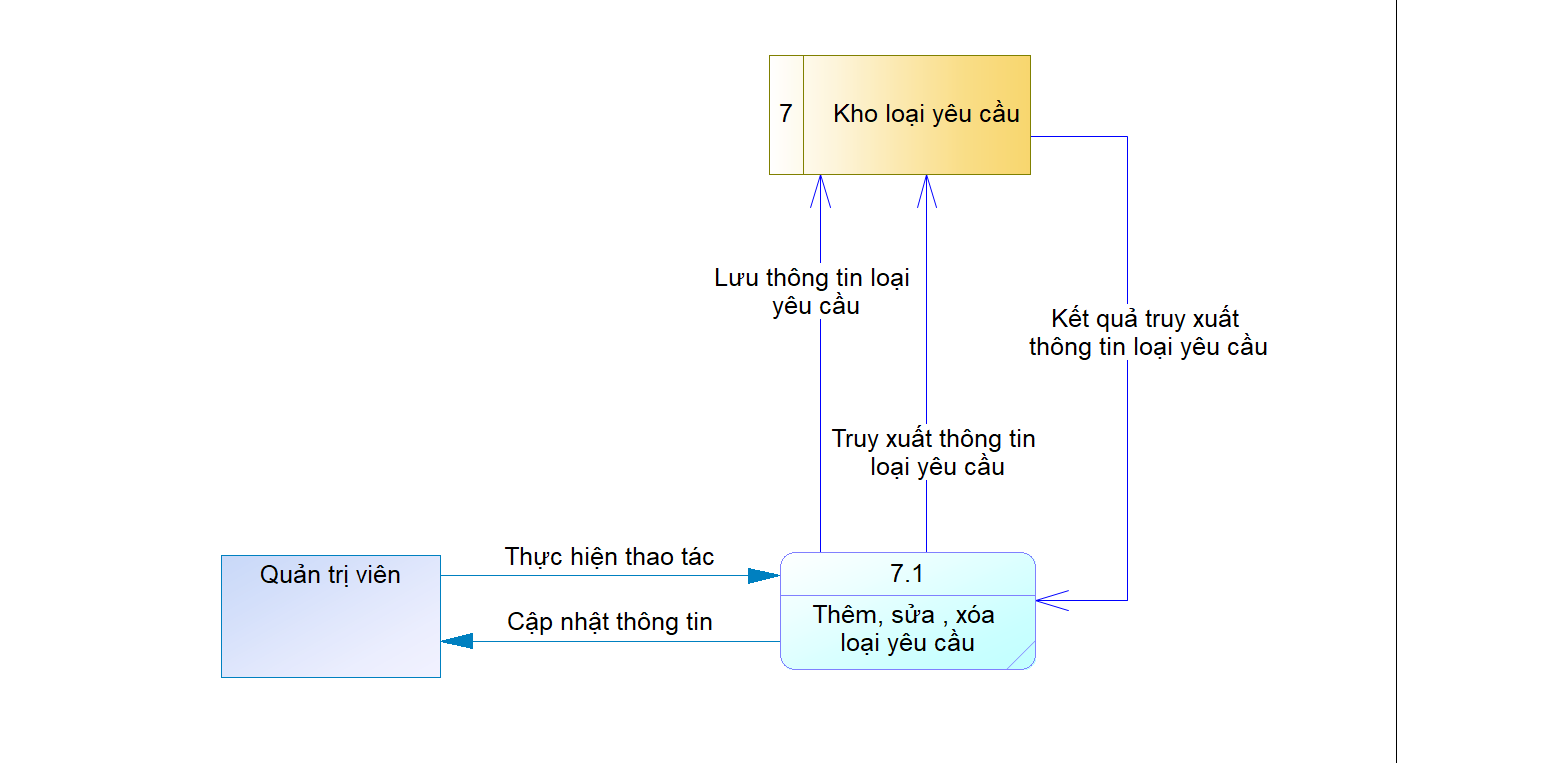 7
Kho loại yêu cầu
Lưu thông tin loại
yêu cầu
Kết quả truy xuất
thông tin loại yêu cầu
Truy xuất thông tin
loại yêu cầu
Thực hiện thao tác
Quản trị viên
7.1
Cập nhật thông tin
Thêm, sửa , xóa
loại yêu cầu